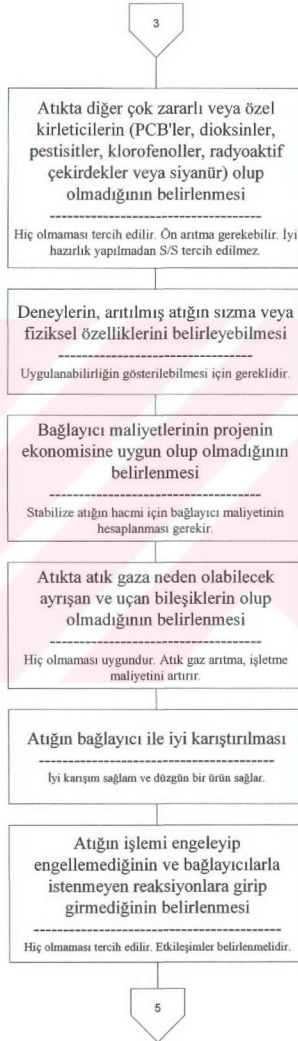 3
Atıkta diğer çok zararlı veya özel
kirleticilerin (PCB'ler, dioksinler,
pestisitler, klorofenoller, radyoaktif
çekirdekler veya siyanür) olup
olmadığının belirlenmesi
-----------------------------------
Hiç olmaması tercih edilir. Ön arıtma gerekebilir. İyi
hazırlık yapılmadan S/S tercih edilmez.
Deneylerin, arıtılmış atığın sızma veya
fiziksel özelliklerini belirleyebilmesi
---------------------------------
Uygulanabilirliğin gösterilebilmesi için gereklidir.
Bağlayıcı maliyetlerinin projenin
ekonomisine uygun olup olmadığının
belirlenmesi
-----------------------------------
Stabilize atığın hacmi için bağlayıcı maliyetinin
hesaplanması gerekir.
Atıkta atık gaza neden olabilecek
ayrışan ve uçan bileşiklerin olup
olmadığının belirlenmesi
---------------------------------
Hiç olmaması uygundur. Atık gaz arıtma, işletme
maliyetini artırır.
Atığın bağlayıcı ile iyi karıştırılması
---------------------------------------
İyi karışım sağlam ve düzgün bir ürün sağlar.
Atığın işlemi engeleyip
engellemediğinin ve bağlayıcılarla
istenmeyen reaksiyonlara girip
girmediğinin belirlenmesi
---------------------------------------
Hiç olmaması tercih edilir. Etkileşimler belirlenmelidir.
5